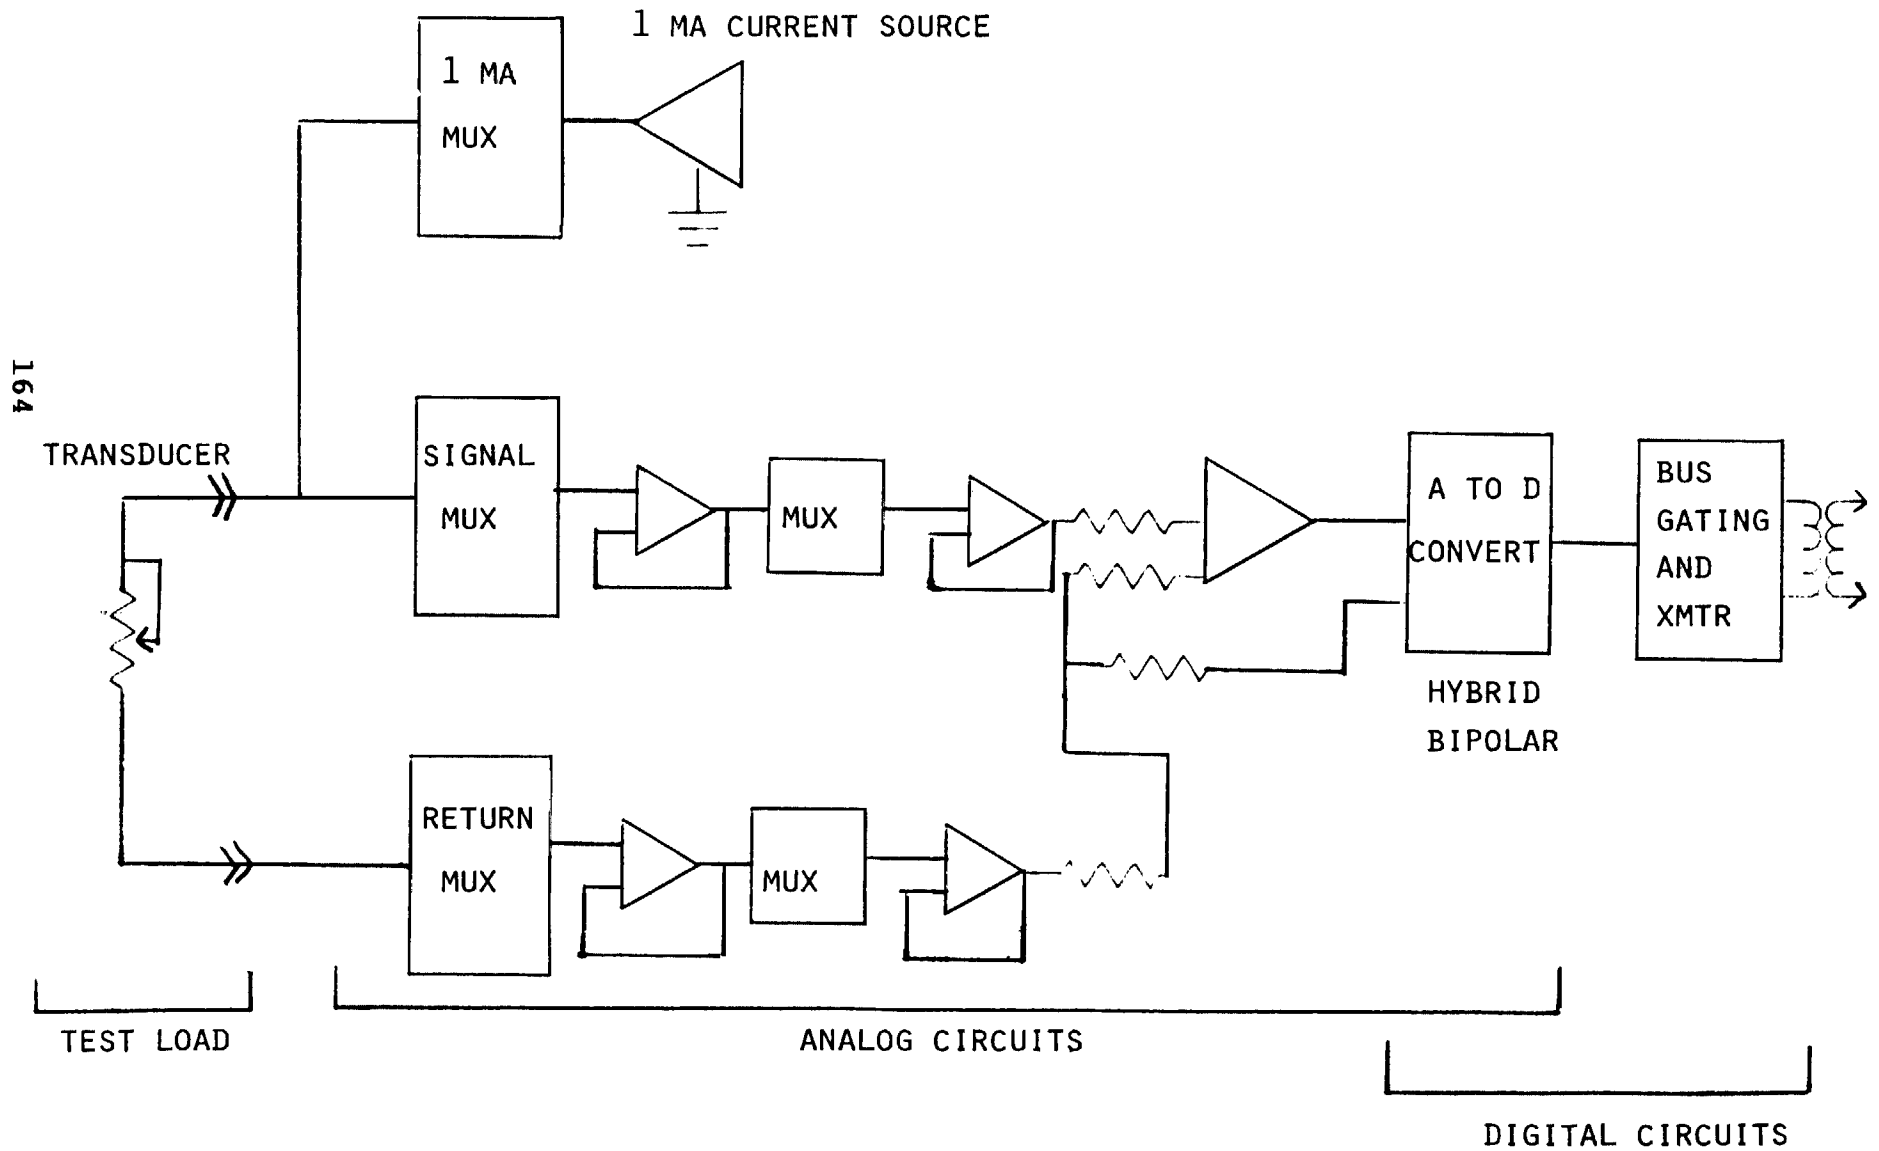 1 MA CURRENT SOURCE
1 MA
MUX
164
TRANSDUCER
SIGNAL
MUX
MUX
A TO D
CONVERT
BUS
GATING
AND
XMTR
HYBRID
BIPOLAR
RETURN
MUX
MUX
TEST LOAD
ANALOG CIRCUITS
DIGITAL CIRCUITS